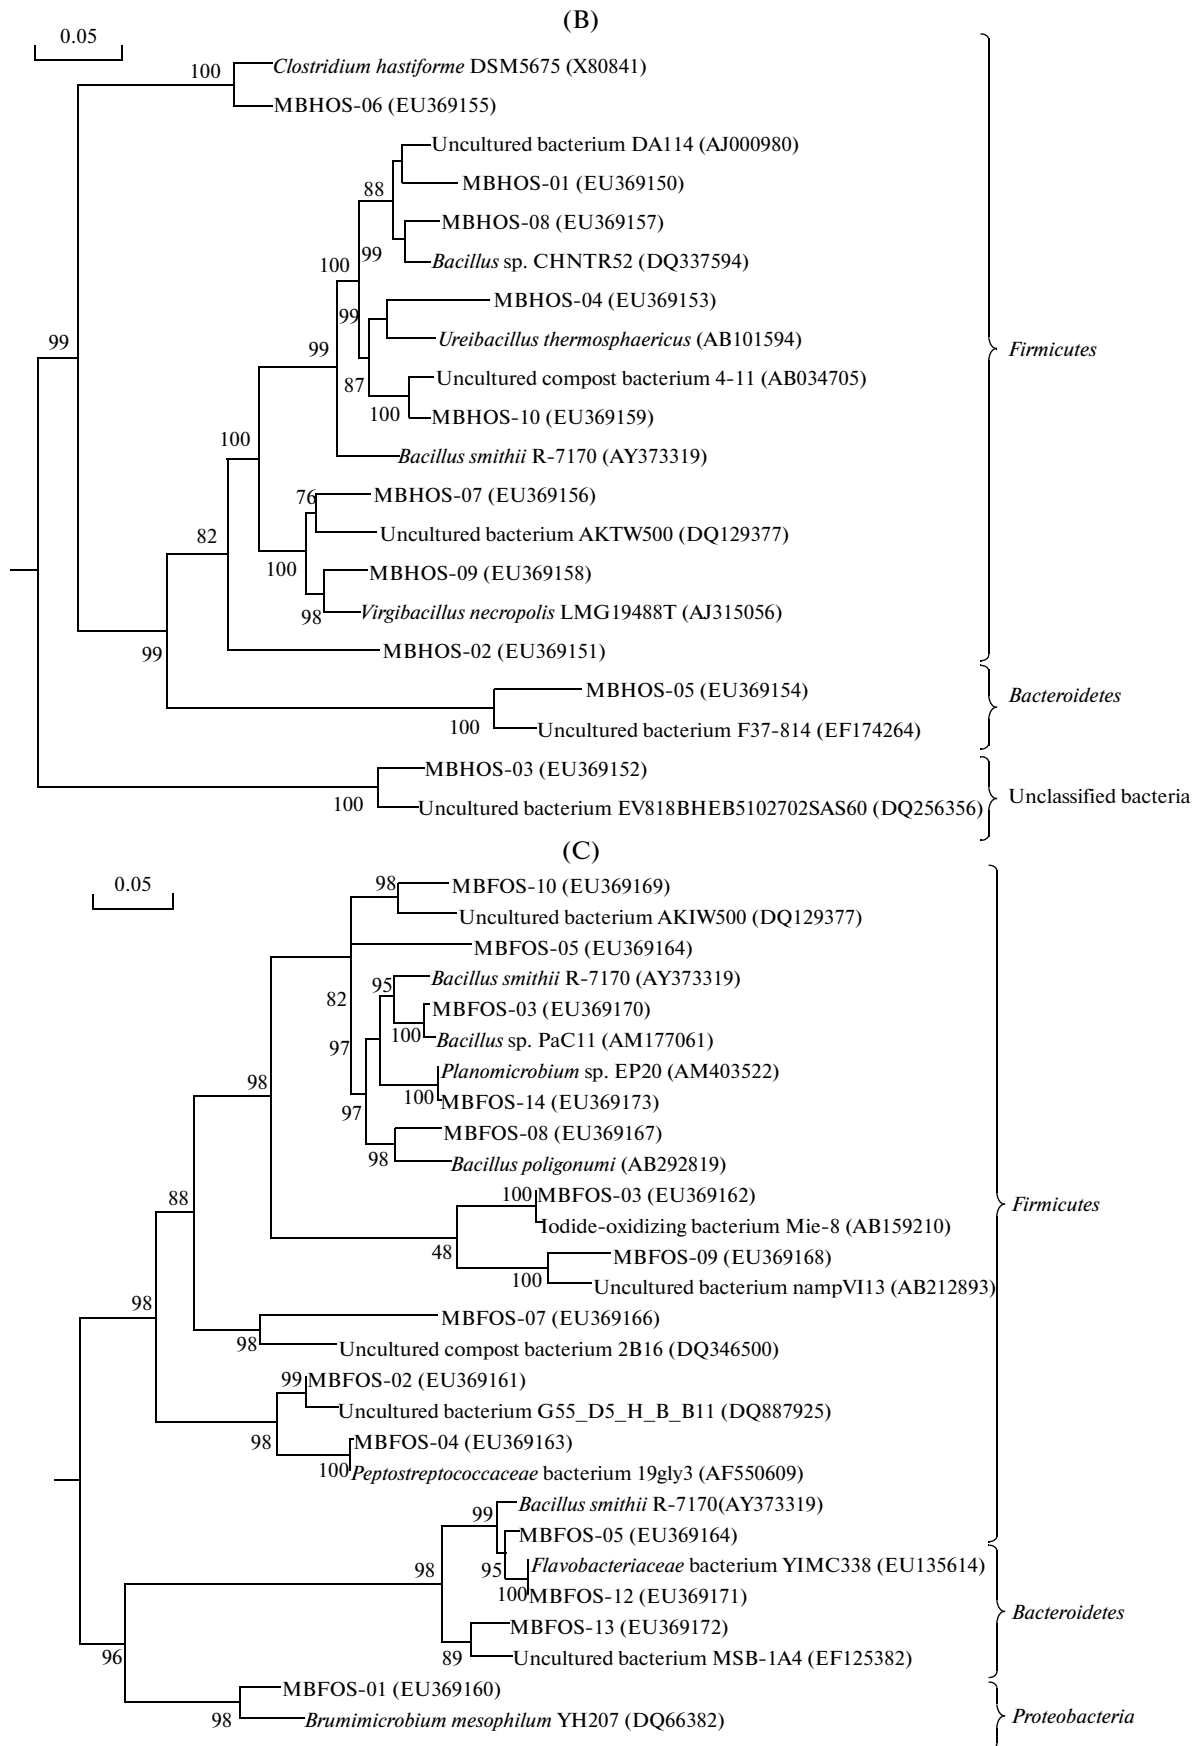 (B)
0.05
100
Clostridium hastiforme DSM5675 (X80841)
MBHOS-06 (EU369155)
Uncultured bacterium DA114 (AJ000980)
88
MBHOS-01 (EU369150)
MBHOS-08 (EU369157)
99
100
Bacillus sp. CHNTR52 (DQ337594)
MBHOS-04 (EU369153)
99
99
99
Ureibacillus thermosphaericus (AB101594)
Firmicutes
87
Uncultured compost bacterium 4-11 (AB034705)
100
MBHOS-10 (EU369159)
100
Bacillus smithii R-7170 (AY373319)
76
MBHOS-07 (EU369156)
82
Uncultured bacterium AKTW500 (DQ129377)
100
MBHOS-09 (EU369158)
98
Virgibacillus necropolis LMG19488T (AJ315056)
99
MBHOS-02 (EU369151)
MBHOS-05 (EU369154)
Bacteroidetes
100
Uncultured bacterium F37-814 (EF174264)
MBHOS-03 (EU369152)
100
Uncultured bacterium EV818BHEB5102702SAS60 (DQ256356)
Unclassified bacteria
(C)
0.05
98
MBFOS-10 (EU369169)
Uncultured bacterium AKIW500 (DQ129377)
MBFOS-05 (EU369164)
82
95
Bacillus smithii R-7170 (AY373319)
MBFOS-03 (EU369170)
97
100
Bacillus sp. PaC11 (AM177061)
98
Planomicrobium sp. EP20 (AM403522)
97
100
MBFOS-14 (EU369173)
MBFOS-08 (EU369167)
98
Bacillus poligonumi (AB292819)
88
100
MBFOS-03 (EU369162)
Firmicutes
Iodide-oxidizing bacterium Mie-8 (AB159210)
48
MBFOS-09 (EU369168)
100
Uncultured bacterium nampVI13 (AB212893)
98
MBFOS-07 (EU369166)
98
Uncultured compost bacterium 2B16 (DQ346500)
99
MBFOS-02 (EU369161)
Uncultured bacterium G55_D5_H_B_B11 (DQ887925)
98
MBFOS-04 (EU369163)
100
Peptostreptococcaceae bacterium 19gly3 (AF550609)
99
Bacillus smithii R-7170(AY373319)
MBFOS-05 (EU369164)
98
95
Flavobacteriaceae bacterium YIMC338 (EU135614)
100
MBFOS-12 (EU369171)
Bacteroidetes
MBFOS-13 (EU369172)
96
89
Uncultured bacterium MSB-1A4 (EF125382)
MBFOS-01 (EU369160)
98
Brumimicrobium mesophilum YH207 (DQ66382)
Proteobacteria